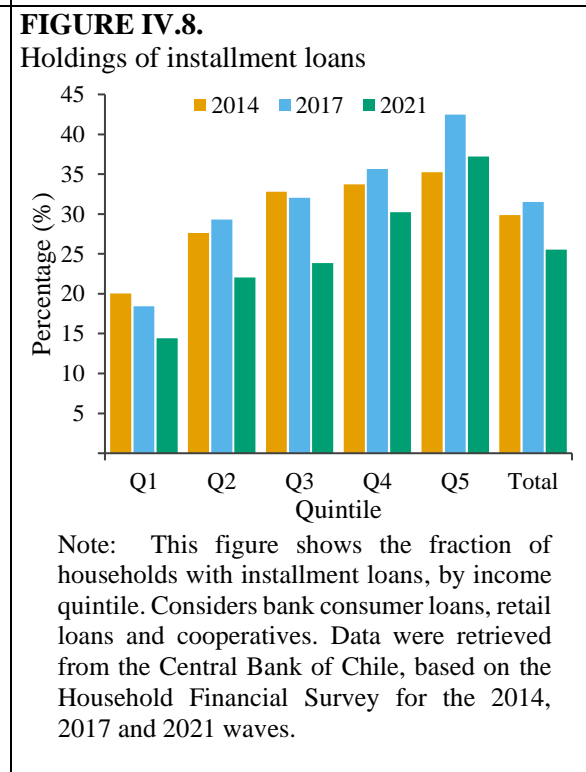 FIGURE IV.8.
Holdings of installment loans
45
40
35
30
25
20
15
10
5
Percentage (%)
2014 2017 2021
Q1 Q2 Q3 Q4 Q5 Total
Quintile
Note: This figure shows the fraction of
households with installment loans, by income
quintile. Considers bank consumer loans, retail
loans and cooperatives. Data were retrieved
from the Central Bank of Chile, based on the
Household Financial Survey for the 2014,
2017 and 2021 waves.